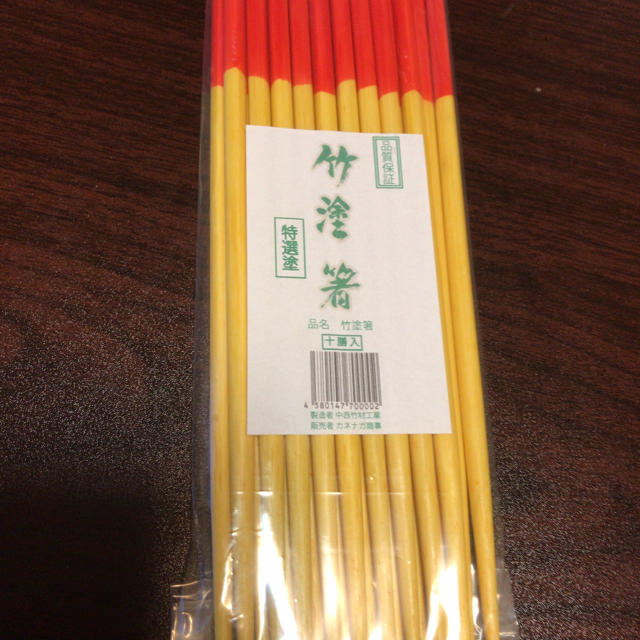 品質保証
竹塗箸
特選塗
品名 竹塗箸
十膳入
4 580147 700002
製造者 中西竹材工業
販売者 カネナガ商事